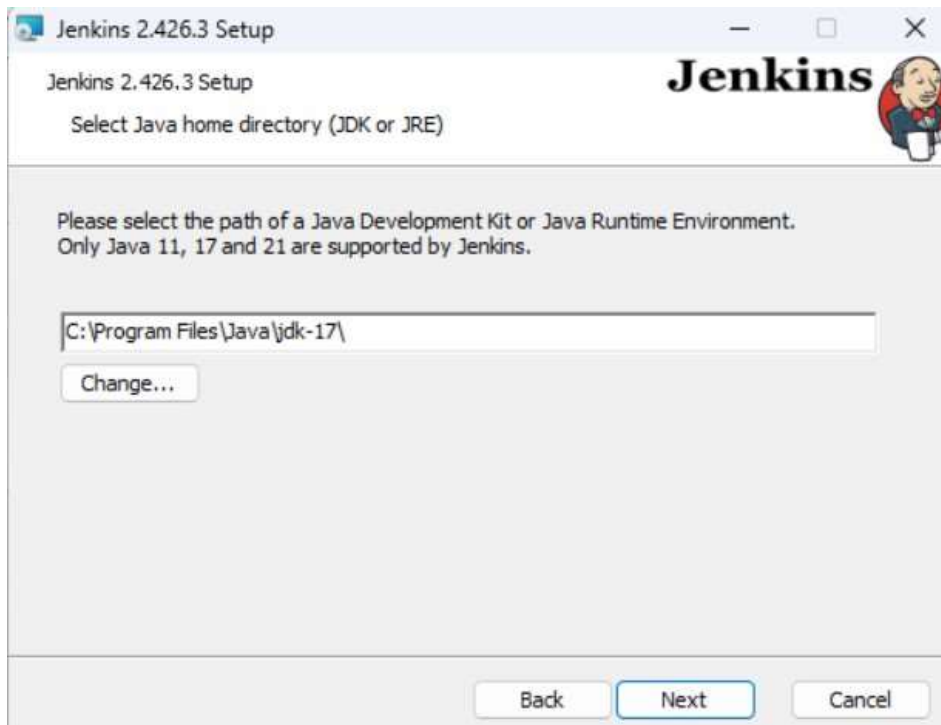 Jenkins 2.426.3 Setup
Jenkins 2.426.3 Setup
Jenkins
Select Java home directory (JDK or JRE)
Please select the path of a Java Development Kit or Java Runtime Environment.
Only Java 11, 17 and 21 are supported by Jenkins.
C:\Program Files\Java\jdk-17\
Change...
Back
Next
Cancel